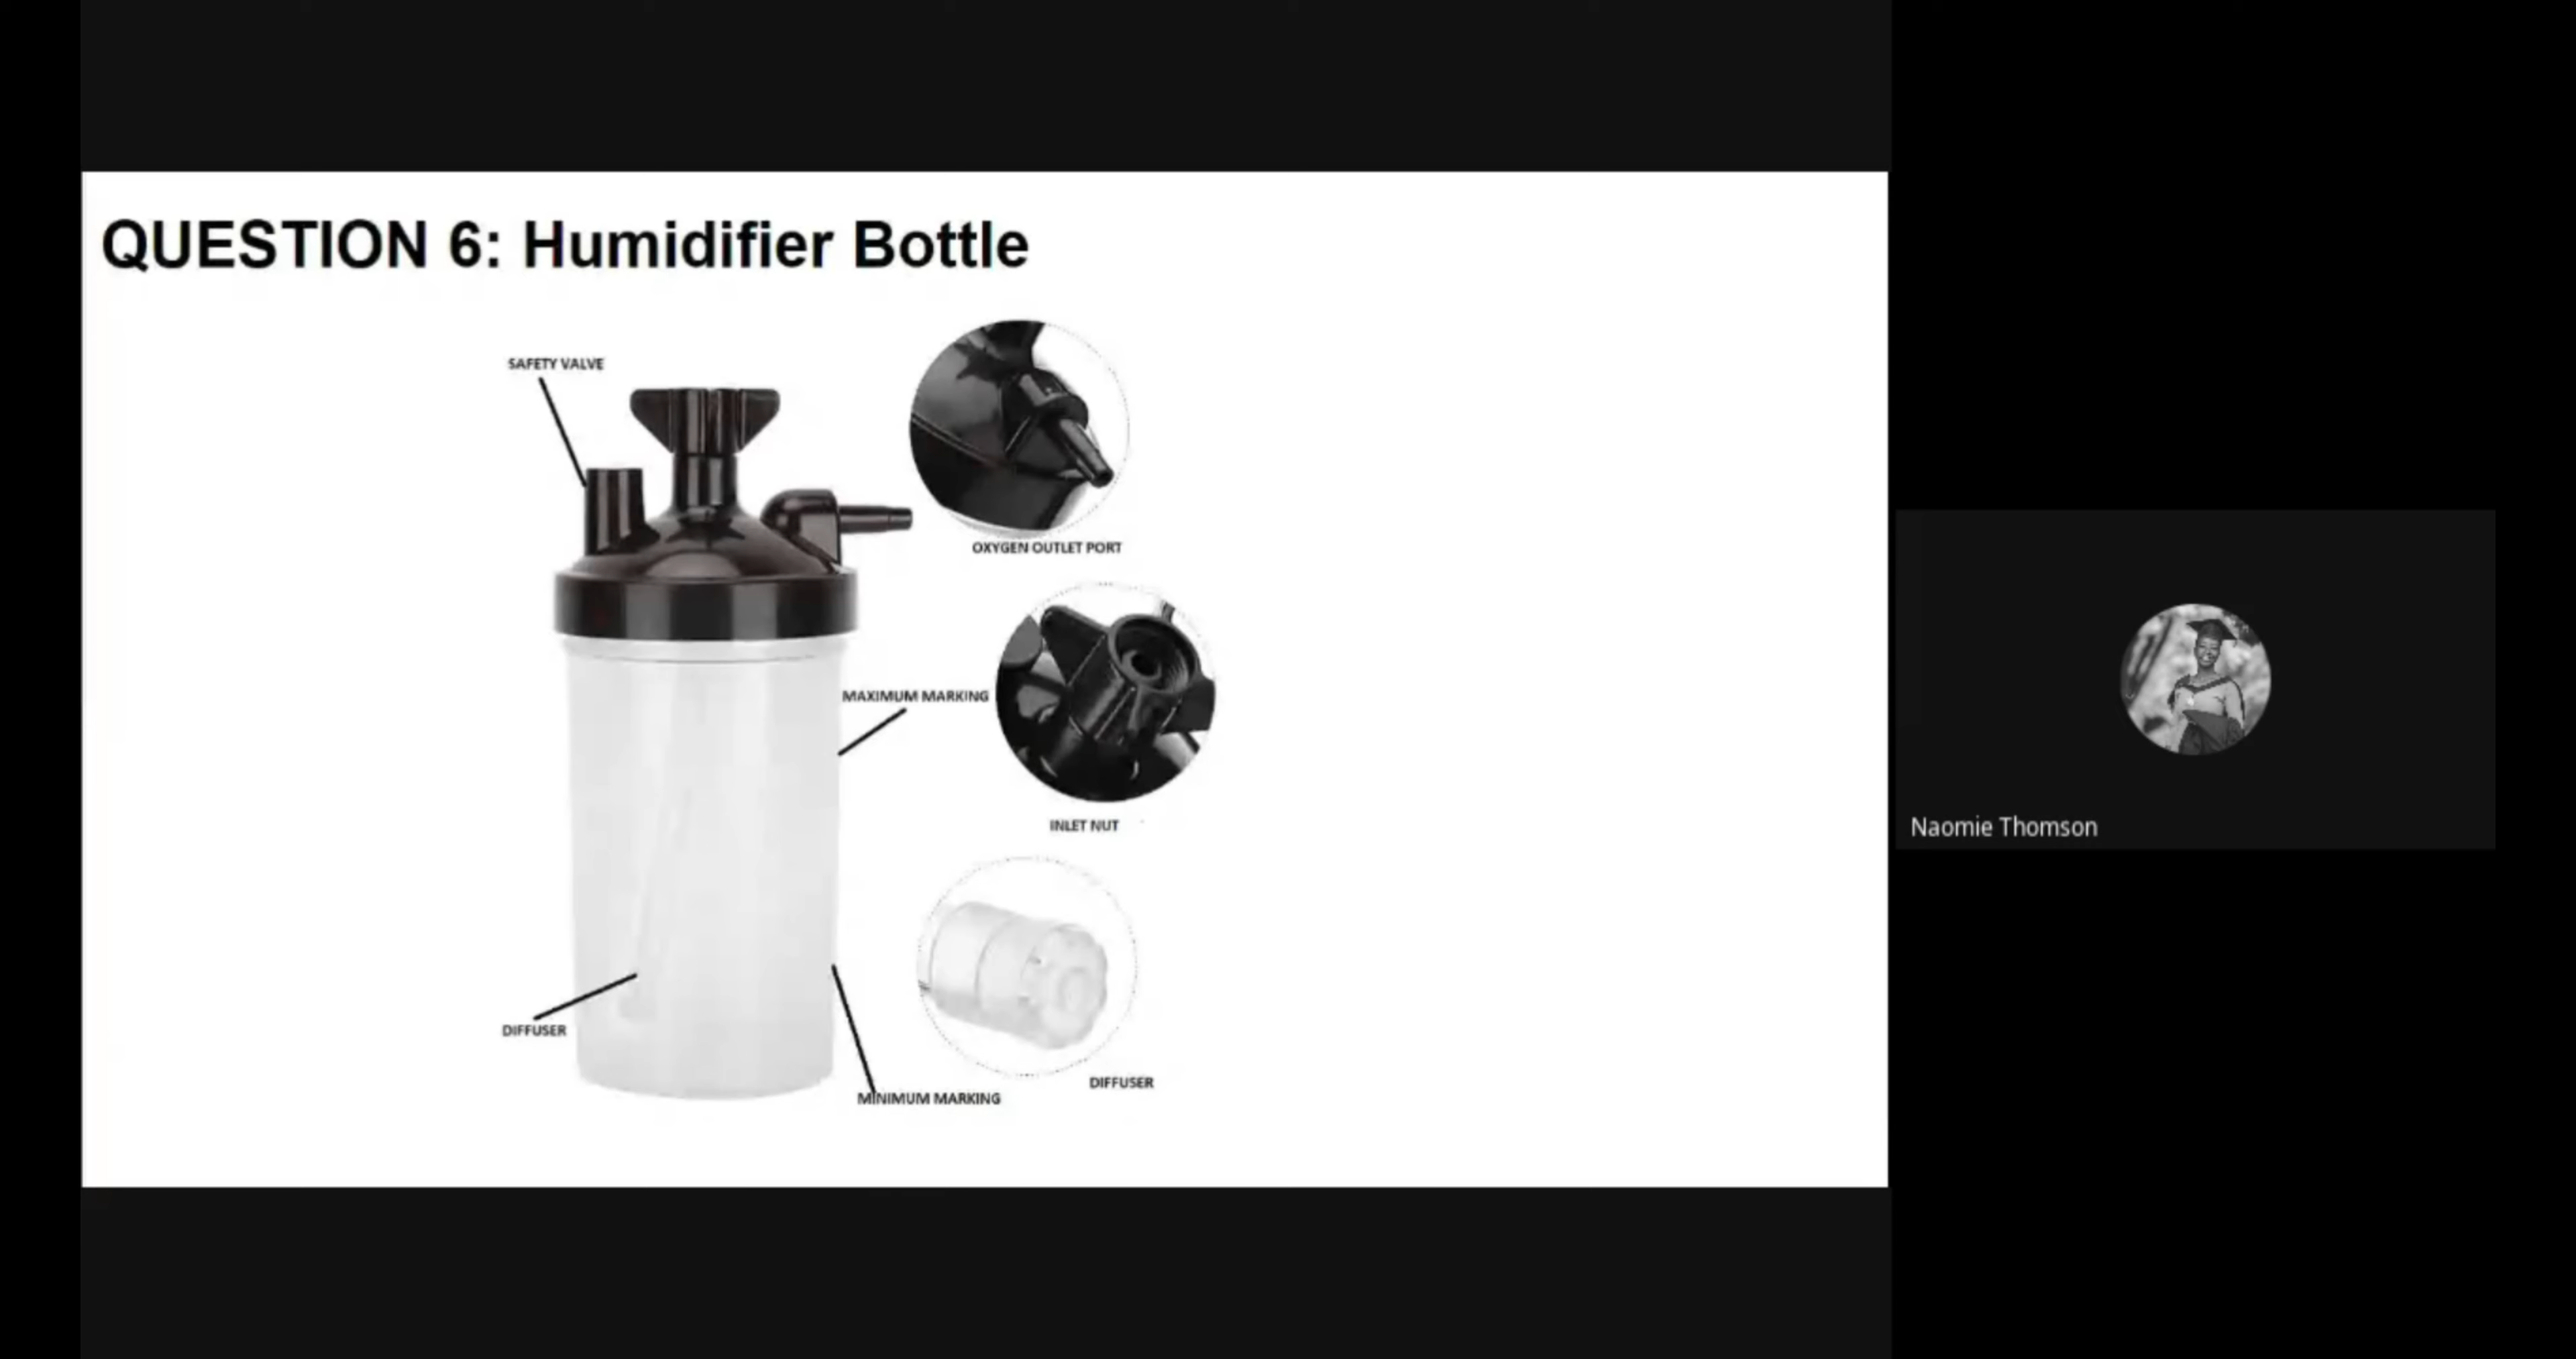 QUESTION 6: Humidifier Bottle
SAFETY VALVE
OXYGEN OUTLET PORT
MAXIMUM MARKING
INLET NUT
DIFFUSER
DIFFUSER
MINIMUM MARKING
Naomie Thomson